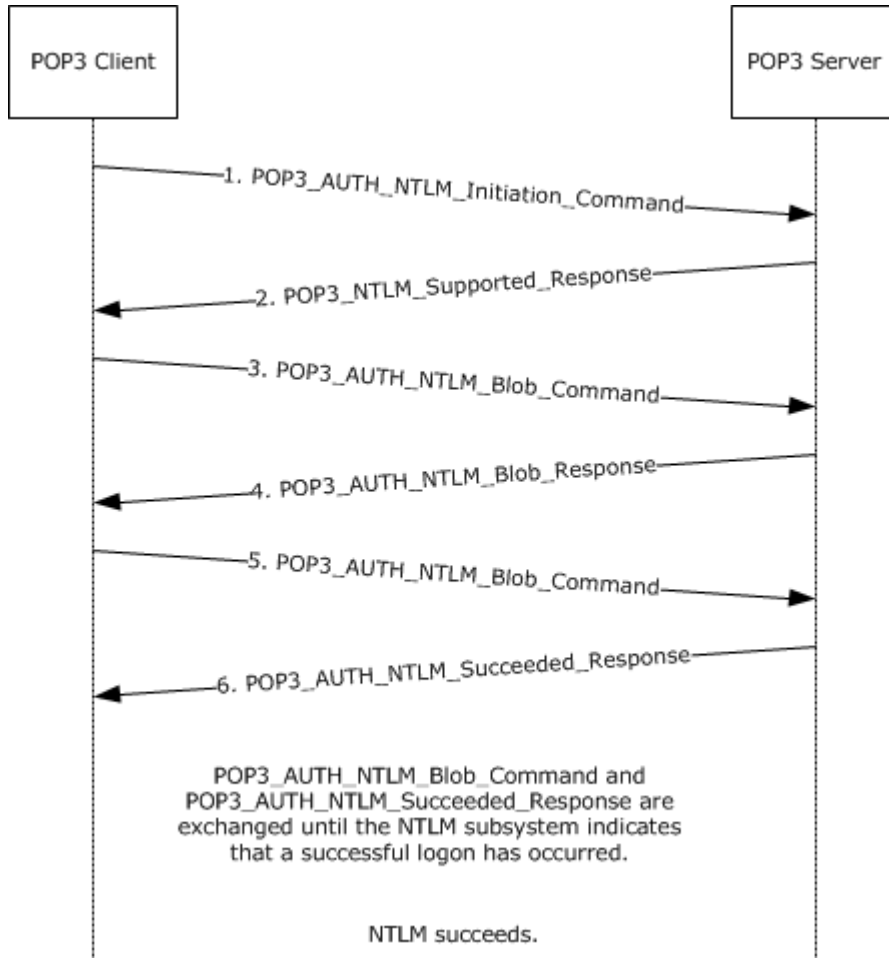 POP3 Client
POP3 Server
1. POP3_AUTH_NTLM_Initiation_Command
2. POP3_NTLM_Supported_Response
3. POP3_AUTH_NTLM_Blob_Command
4. POP3_AUTH_NTLM_Blob_Response
5. POP3_AUTH_NTLM_Blob_Command
6. POP3_AUTH_NTLM_Succeeded_Response
POP3_AUTH_NTLM_Blob_Command and
POP3_AUTH_NTLM_Succeeded_Response are
exchanged until the NTLM subsystem indicates
that a successful logon has occurred.
NTLM succeeds.